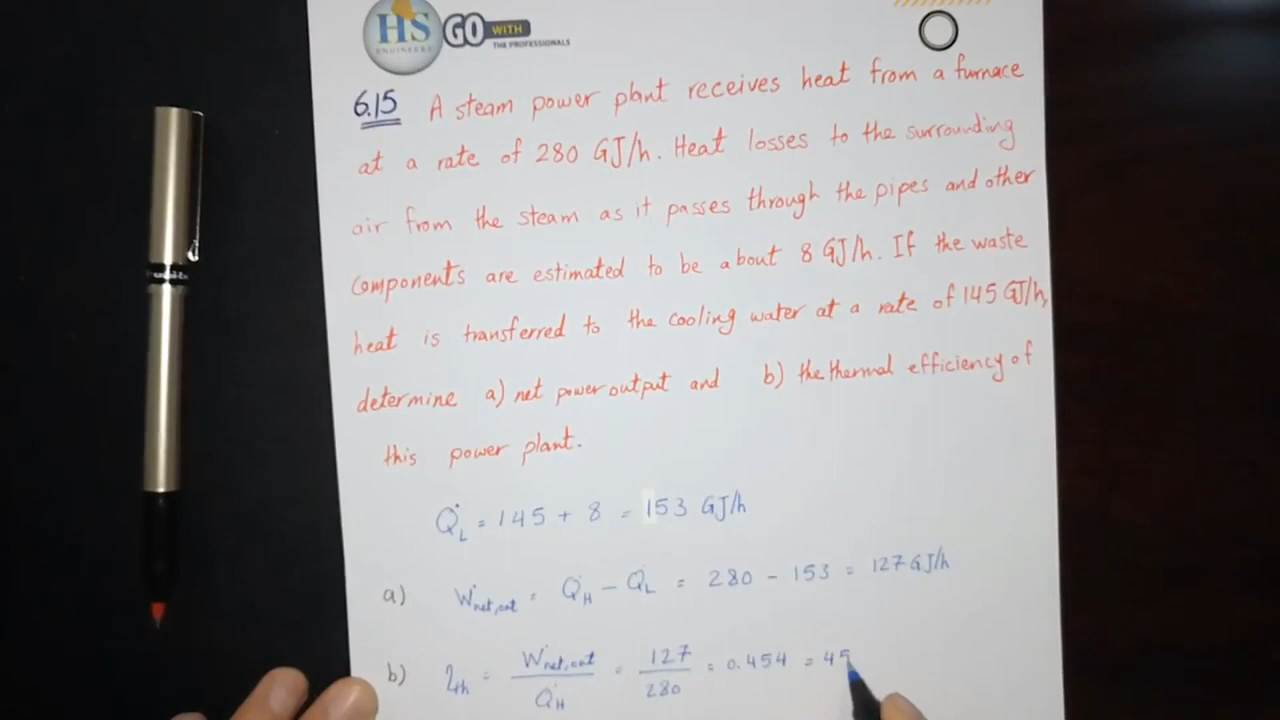 HS
ENGINEERS
GO WITH
THE PROFESSIONALS
6.15 A steam power plant receives heat from a furnace
at a rate of 280 GJ/h. Heat losses to the surrounding
air from the steam as it passes through the pipes and other
components are estimated to be about 8 GJ/h. If the waste
heat is transferred to the cooling water at a rate of 145 GJ/h,
determine a) net power output and b) the thermal efficiency of
this power plant.
Q̇L = 145 + 8 = 153 GJ/h
a) Ẇnet,out = Q̇H − Q̇L = 280 − 153 = 127 GJ/h
b) ηth = Ẇnet,out / Q̇H = 127 / 280 = 0.454 = 45